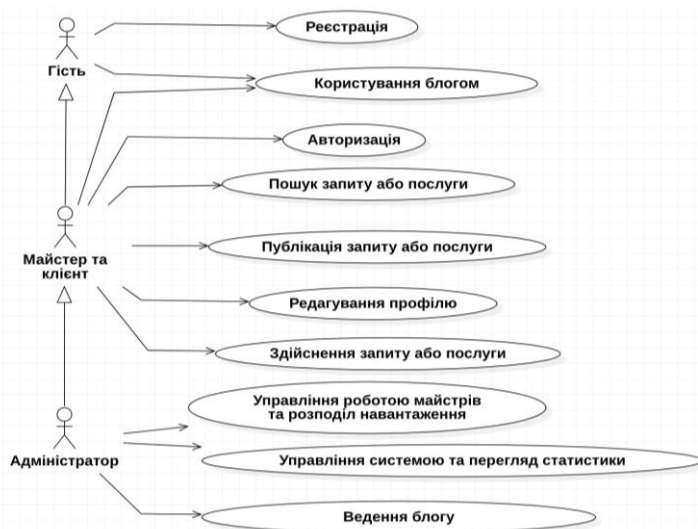 Реєстрація
Гість
Користування блогом
Авторизація
Пошук запиту або послуги
Майстер та
клієнт
Публікація запиту або послуги
Редагування профілю
Здійснення запиту або послуги
Управління роботою майстрів
та розподіл навантаження
Адміністратор
Управління системою та перегляд статистики
Ведення блогу